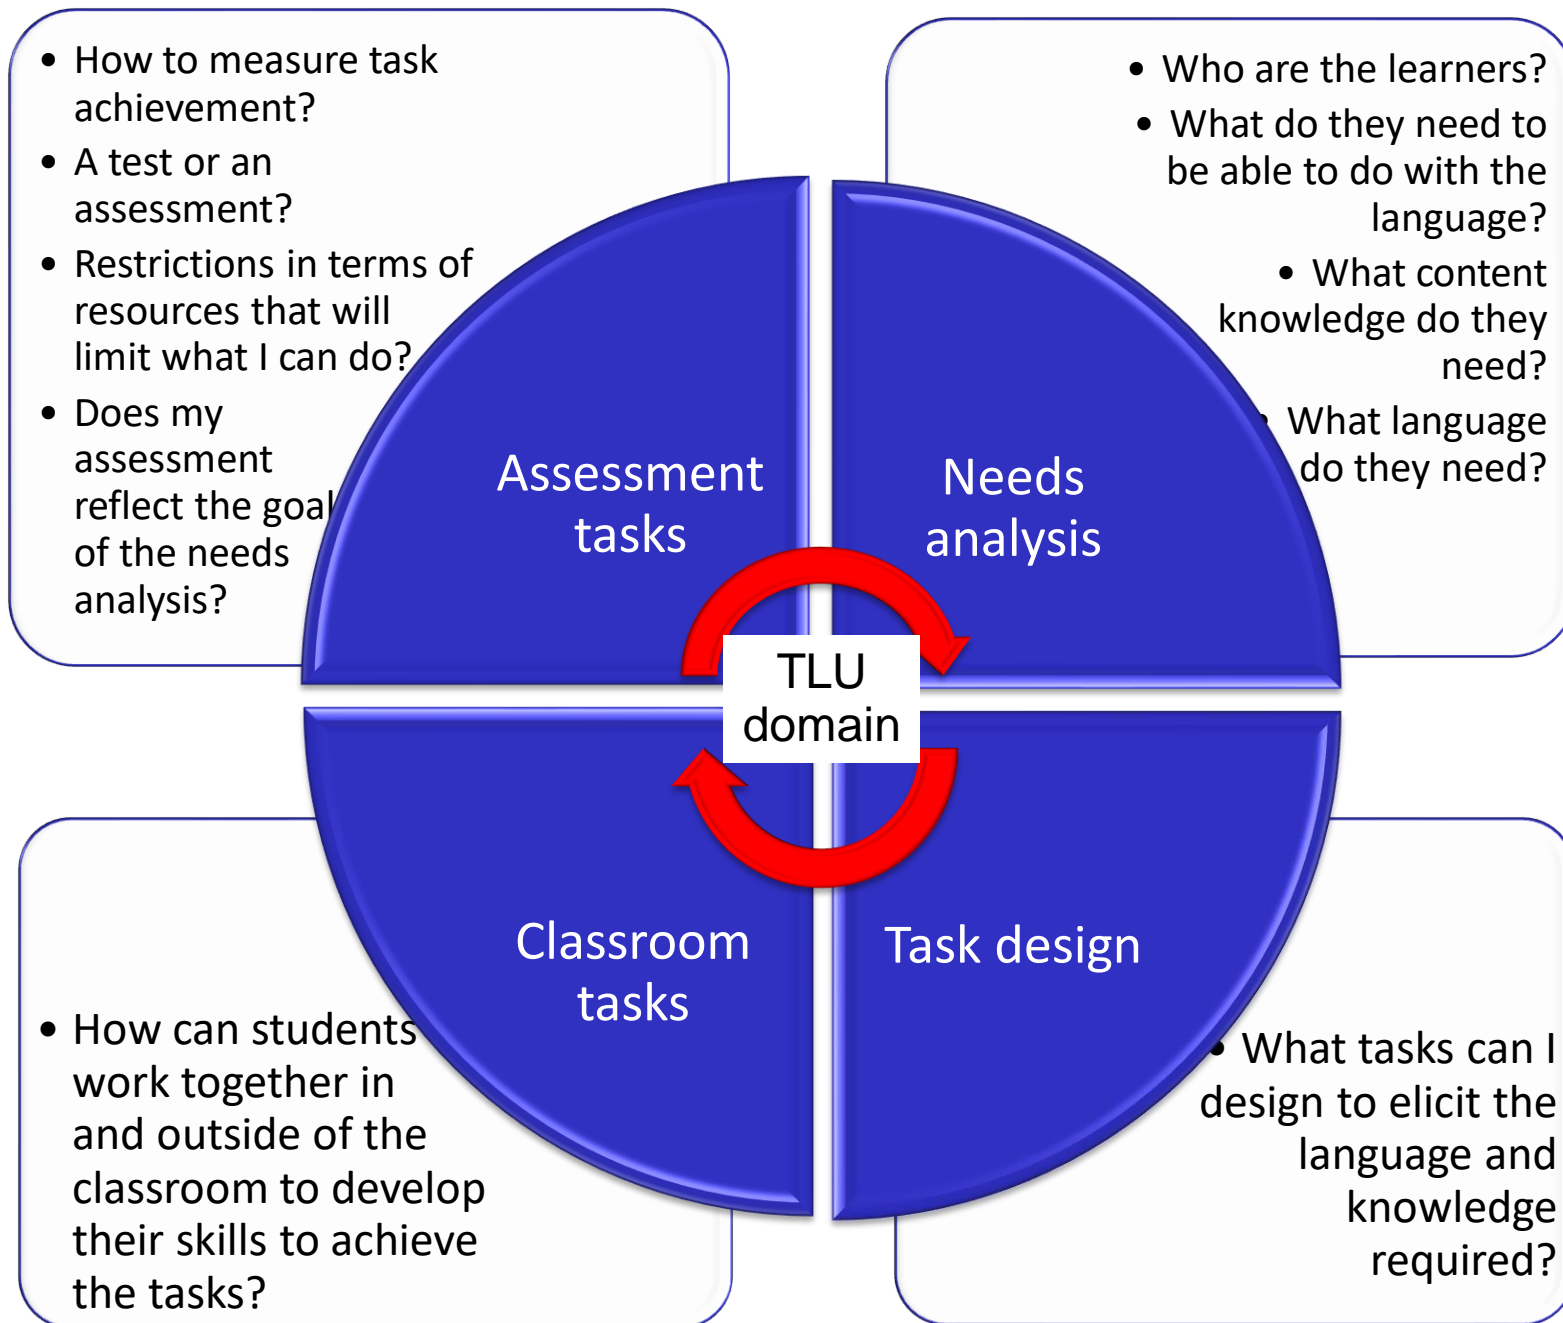 • How to measure task
achievement?
• A test or an
assessment?
• Restrictions in terms of
resources that will
limit what I can do?
• Does my
assessment
reflect the goal
of the needs
analysis?
• Who are the learners?
• What do they need to
be able to do with the
language?
• What content
knowledge do they
need?
• What language
do they need?
Assessment
tasks
Needs
analysis
TLU
domain
Classroom
tasks
Task design
• How can students
work together in
and outside of the
classroom to develop
their skills to achieve
the tasks?
• What tasks can I
design to elicit the
language and
knowledge
required?